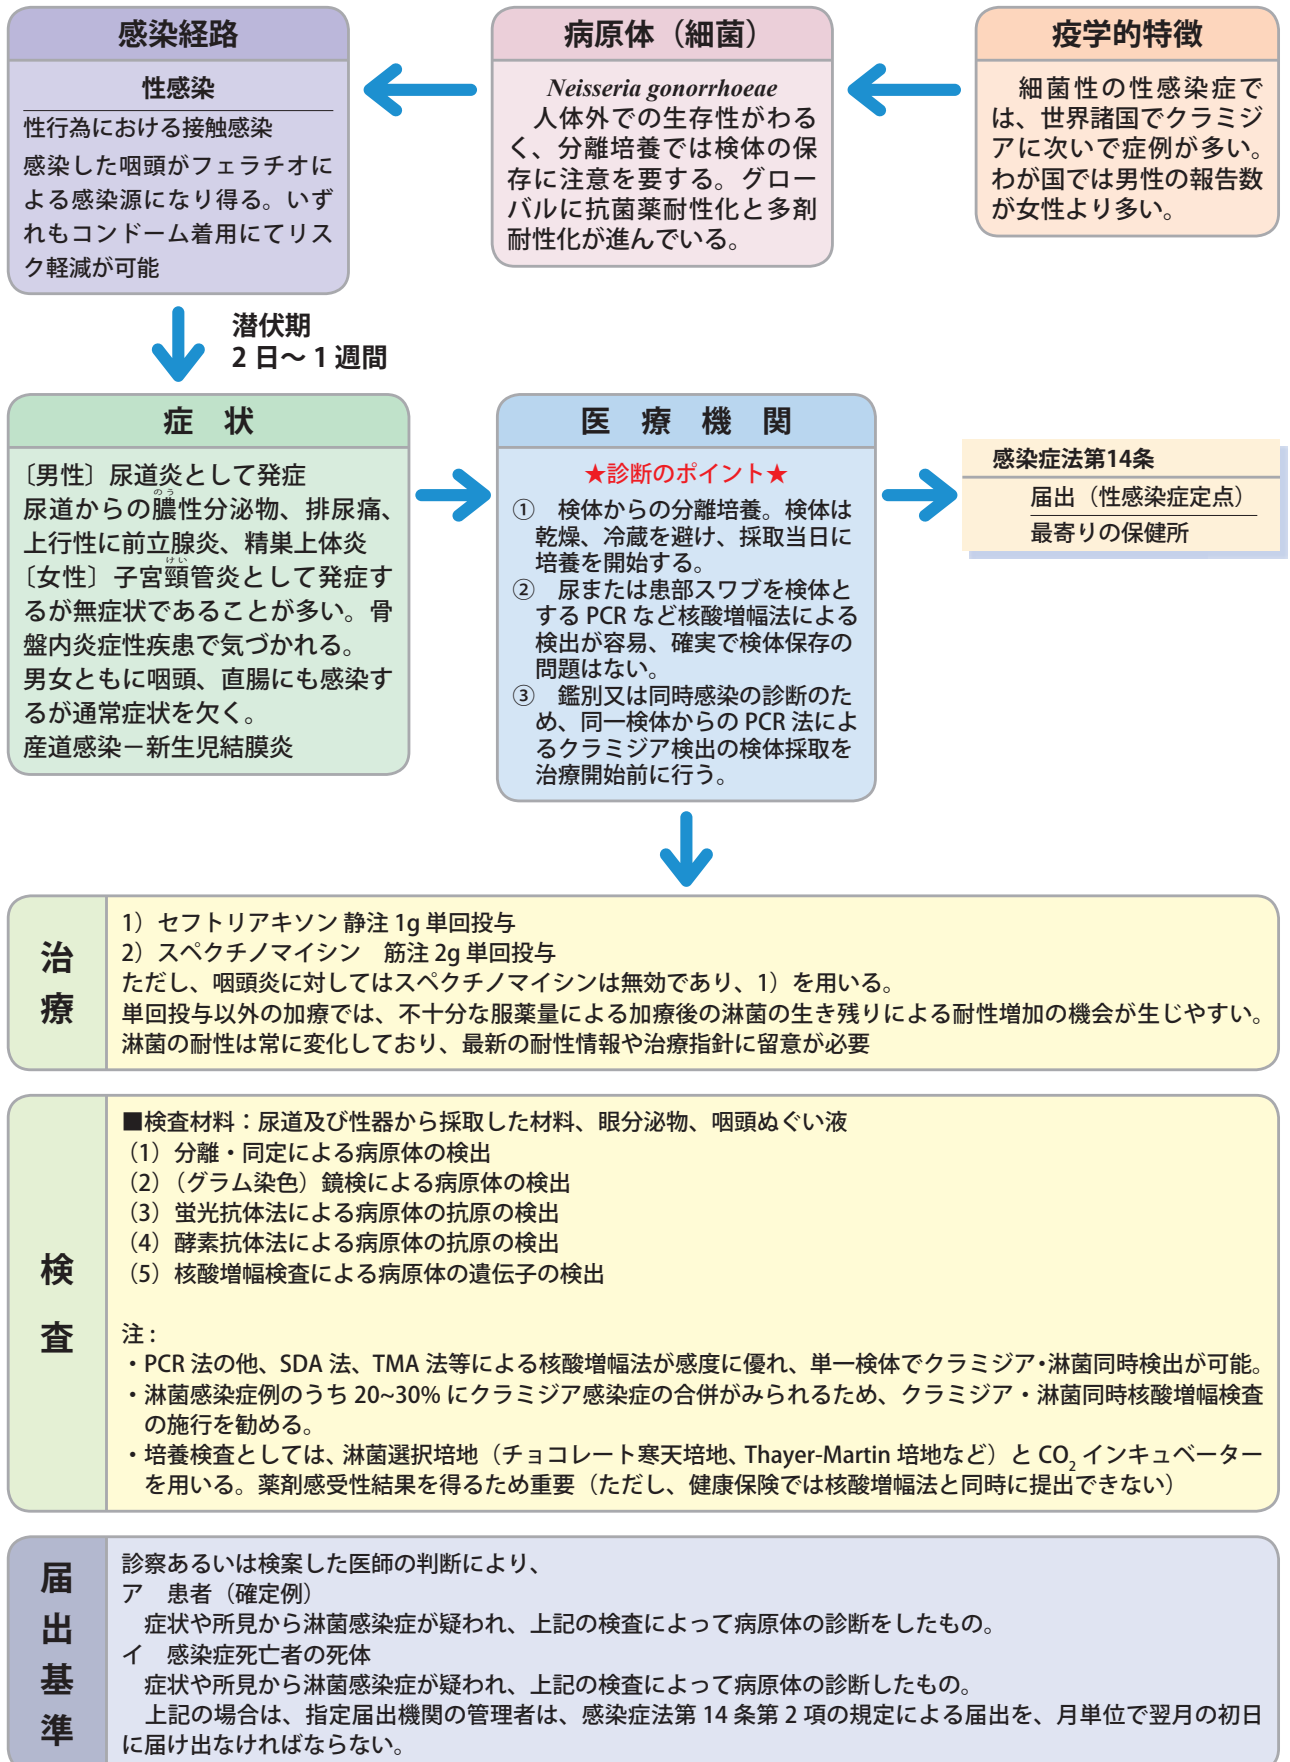 感染経路
性感染
性行為における接触感染
感染した咽頭がフェラチオに
よる感染源になり得る。いず
れもコンドーム着用にてリス
ク軽減が可能
病原体（細菌）
Neisseria gonorrhoeae
人体外での生存性がわる
く、分離培養では検体の保
存に注意を要する。グロー
バルに抗菌薬耐性化と多剤
耐性化が進んでいる。
疫学的特徴
細菌性の性感染症で
は、世界諸国でクラミジ
アに次いで症例が多い。
わが国では男性の報告数
が女性より多い。
潜伏期
2 日～ 1 週間
症　状
〔男性〕尿道炎として発症
のう
尿道からの膿性分泌物、排尿痛、
上行性に前立腺炎、精巣上体炎
けい
〔女性〕子宮頸管炎として発症す
るが無症状であることが多い。骨
盤内炎症性疾患で気づかれる。
男女ともに咽頭、直腸にも感染す
るが通常症状を欠く。
産道感染－新生児結膜炎
医　療　機　関
★診断のポイント★
①　検体からの分離培養。検体は
乾燥、冷蔵を避け、採取当日に
培養を開始する。
②　尿または患部スワブを検体と
する PCR など核酸増幅法による
検出が容易、確実で検体保存の
問題はない。
③　鑑別又は同時感染の診断のた
め、同一検体からの PCR 法によ
るクラミジア検出の検体採取を
治療開始前に行う。
感染症法第14条
届出（性感染症定点）
最寄りの保健所
治療
1）セフトリアキソン 静注 1g 単回投与
2）スペクチノマイシン　筋注 2g 単回投与
ただし、咽頭炎に対してはスペクチノマイシンは無効であり、1）を用いる。
単回投与以外の加療では、不十分な服薬量による加療後の淋菌の生き残りによる耐性増加の機会が生じやすい。
淋菌の耐性は常に変化しており、最新の耐性情報や治療指針に留意が必要
検査
■検査材料：尿道及び性器から採取した材料、眼分泌物、咽頭ぬぐい液
（1）分離・同定による病原体の検出
（2）（グラム染色）鏡検による病原体の検出
（3）蛍光抗体法による病原体の抗原の検出
（4）酵素抗体法による病原体の抗原の検出
（5）核酸増幅検査による病原体の遺伝子の検出
注：
・PCR 法の他、SDA 法、TMA 法等による核酸増幅法が感度に優れ、単一検体でクラミジア・淋菌同時検出が可能。
・淋菌感染症例のうち 20~30% にクラミジア感染症の合併がみられるため、クラミジア・淋菌同時核酸増幅検査
の施行を勧める。
・培養検査としては、淋菌選択培地（チョコレート寒天培地、Thayer-Martin 培地など）と CO₂ インキュベーター
を用いる。薬剤感受性結果を得るため重要（ただし、健康保険では核酸増幅法と同時に提出できない）
届出基準
診察あるいは検案した医師の判断により、
ア　患者（確定例）
症状や所見から淋菌感染症が疑われ、上記の検査によって病原体の診断をしたもの。
イ　感染症死亡者の死体
症状や所見から淋菌感染症が疑われ、上記の検査によって病原体の診断したもの。
上記の場合は、指定届出機関の管理者は、感染症法第 14 条第 2 項の規定による届出を、月単位で翌月の初日
に届け出なければならない。